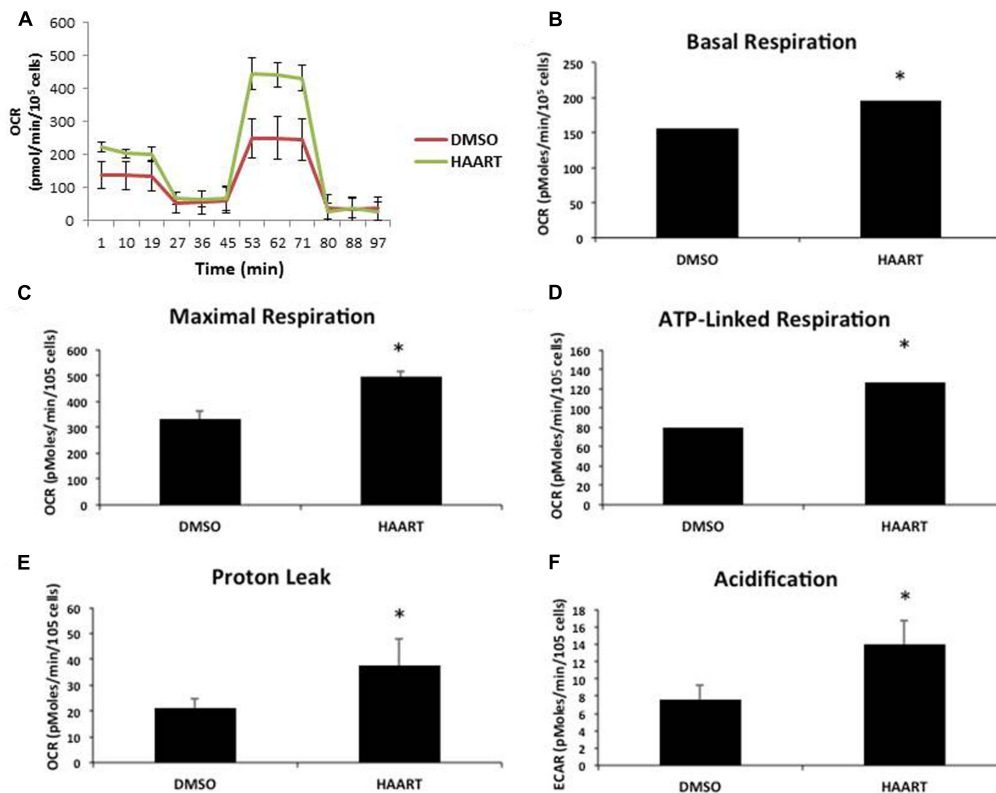 A
600
500
400
300
200
100
0
OCR
(pmol/min/10⁵ cells)
1 10 19 27 36 45 53 62 71 80 88 97
Time (min)
DMSO
HAART
B
Basal Respiration
250
200
150
100
50
0
OCR (pMoles/min/10⁵ cells)
*
DMSO HAART
C
Maximal Respiration
600
500
400
300
200
100
0
OCR (pMoles/min/105 cells)
*
DMSO HAART
D
ATP-Linked Respiration
160
140
120
100
80
60
40
20
0
OCR (pMoles/min/105 cells)
*
DMSO HAART
E
Proton Leak
60
50
40
30
20
10
0
OCR (pMoles/min/105 cells)
*
DMSO HAART
F
Acidification
18
16
14
12
10
8
6
4
2
0
ECAR (pMoles/min/105 cells)
*
DMSO HAART